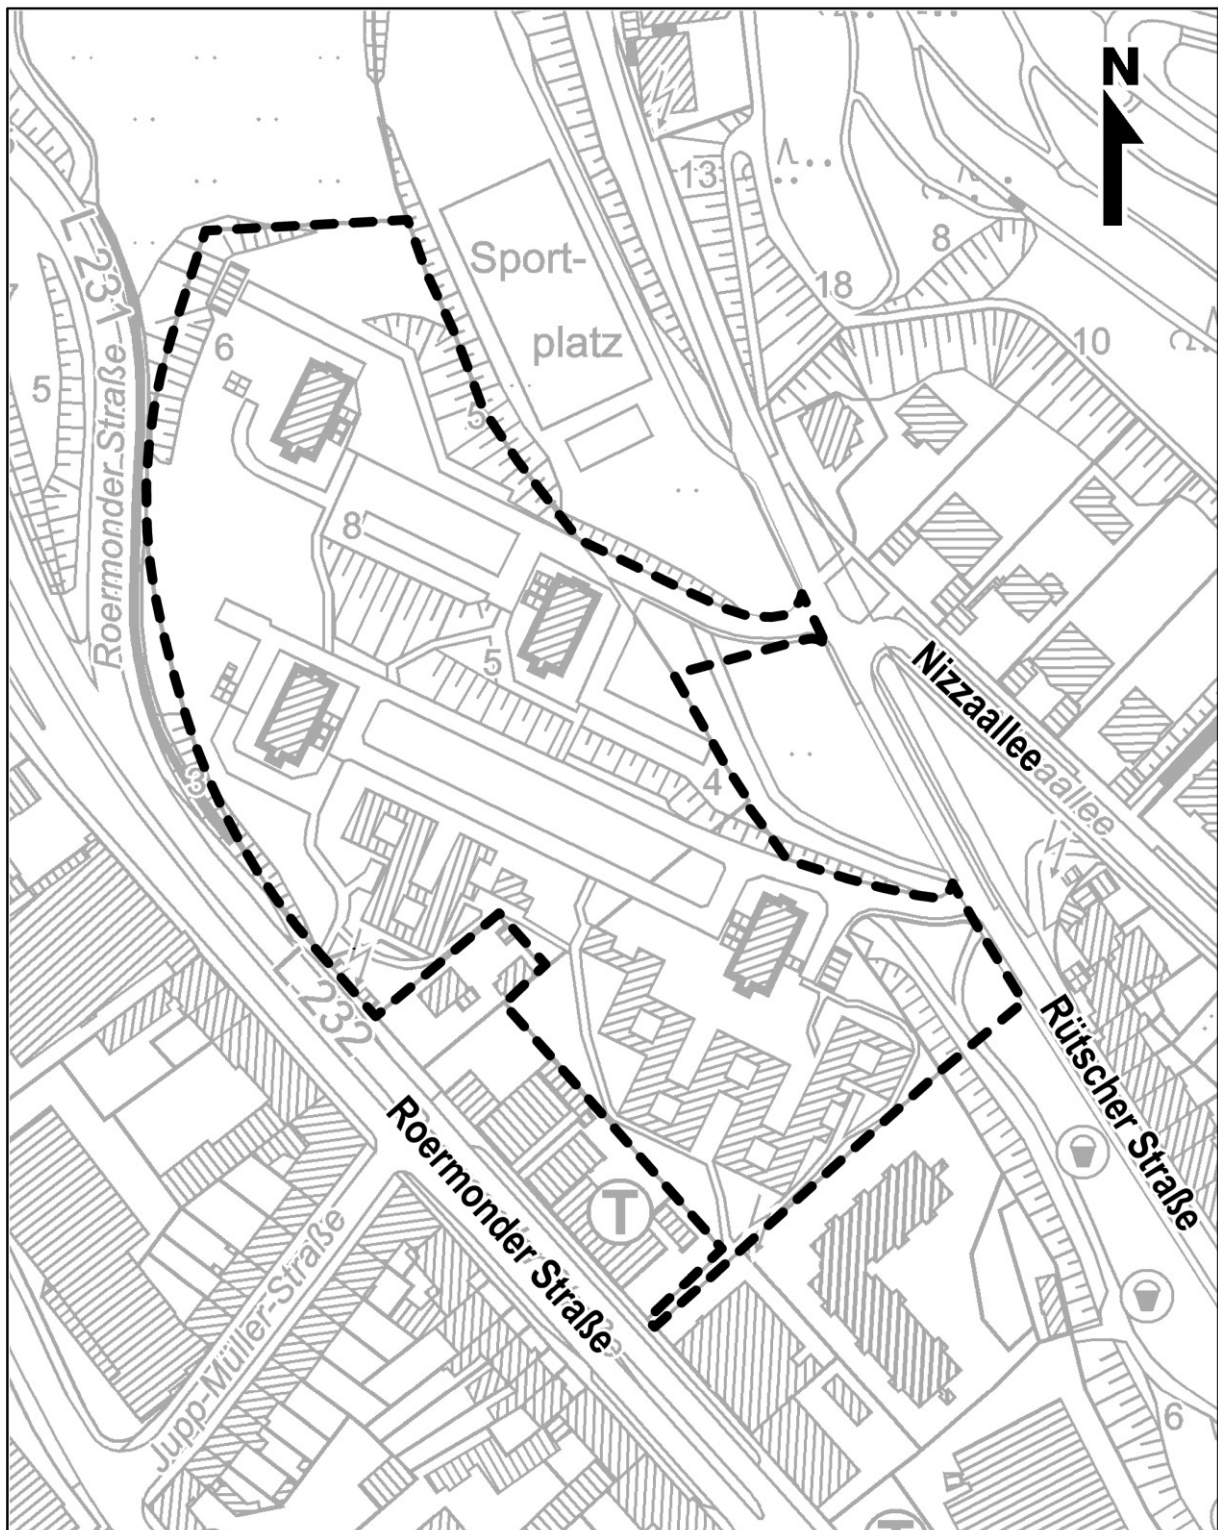 N
13
Sport-
platz
8
18
10
L 231
6
5
5
Roermonder Straße
8
5
4
8
Nizzaallee
aallee
L 232
Rütscher Straße
Roermonder Straße
T
Jupp-Müller-Straße
6
T